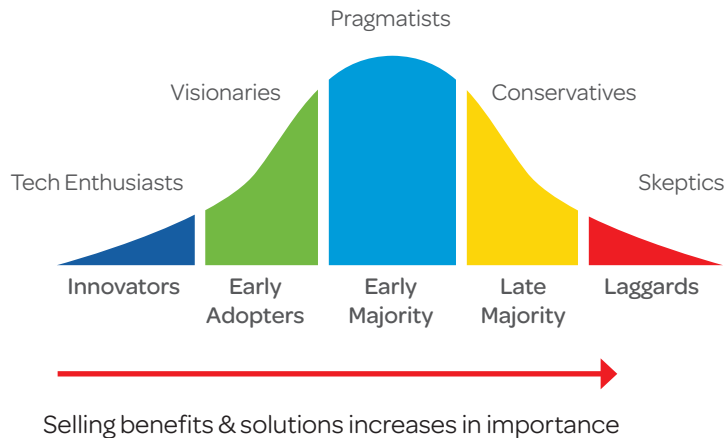 Pragmatists
Visionaries
Conservatives
Tech Enthusiasts
Skeptics
Innovators
Early
Adopters
Early
Majority
Late
Majority
Laggards
Selling benefits & solutions increases in importance